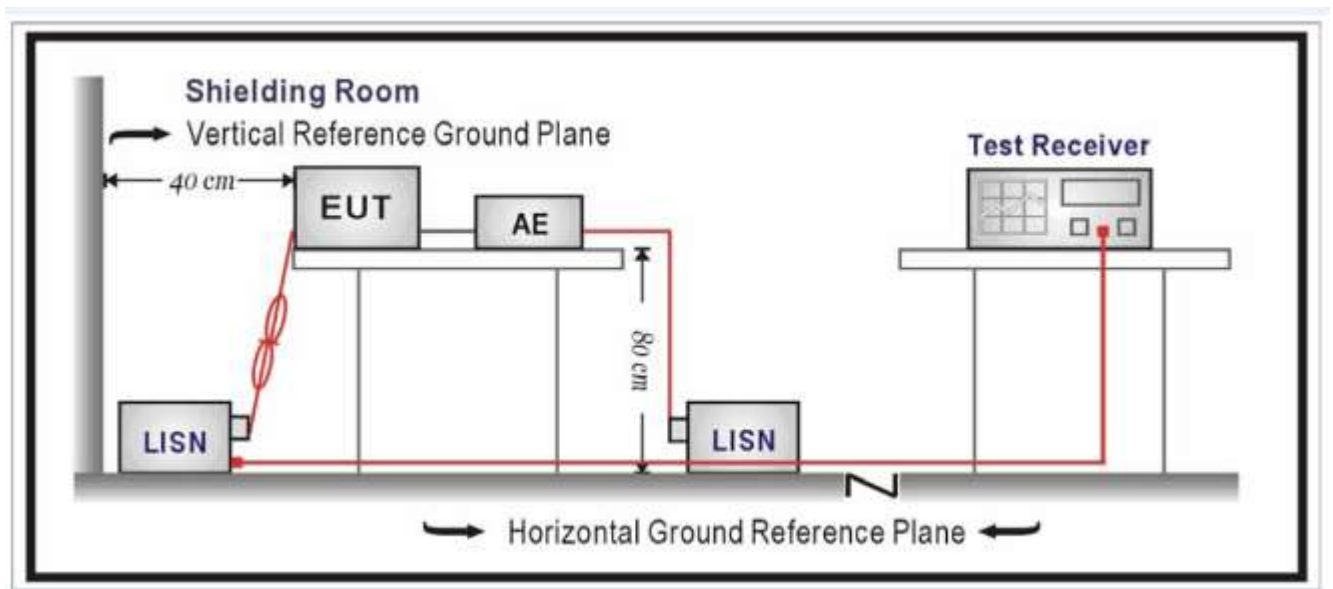 Shielding Room
Vertical Reference Ground Plane
Test Receiver
40 cm
EUT
AE
80 cm
LISN
LISN
Horizontal Ground Reference Plane